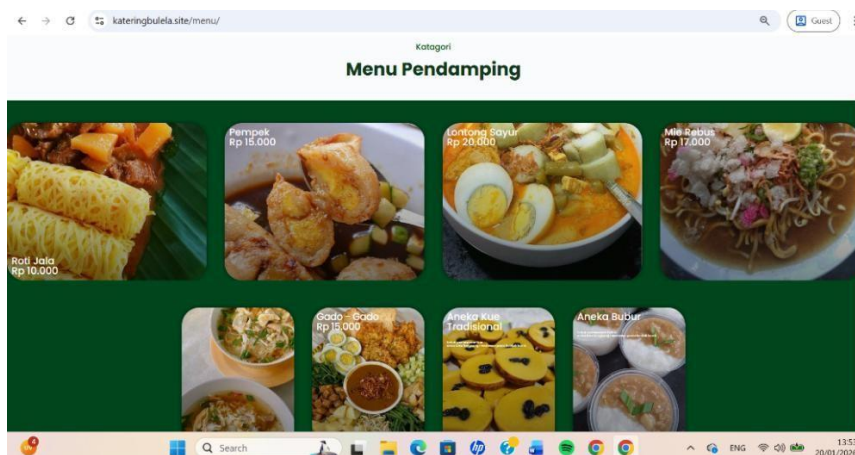 kateringbulela.site/menu/
Guest
Katagori
Menu Pendamping
Roti Jala
Rp 10.000
Pempek
Rp 15.000
Lontong Sayur
Rp 20.000
Mie Rebus
Rp 17.000
Gado - Gado
Rp 15.000
Aneka Kue
Tradisional
Aneka Bubur
4
Search
ENG
13:53
20/01/2026